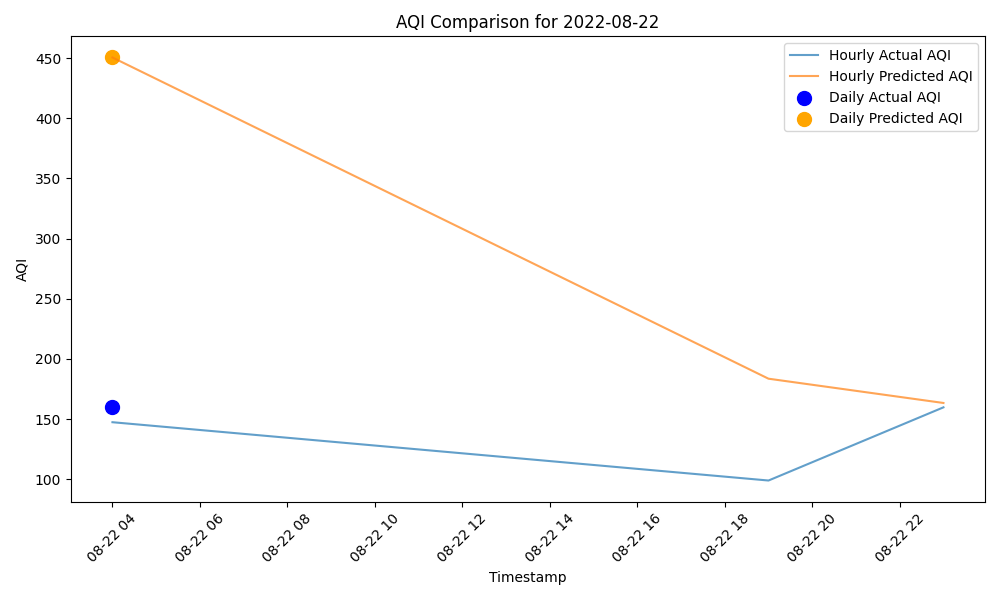 AQI Comparison for 2022-08-22
Hourly Actual AQI
Hourly Predicted AQI
Daily Actual AQI
Daily Predicted AQI
AQI
450
400
350
300
250
200
150
100
08-22 04
08-22 06
08-22 08
08-22 10
08-22 12
08-22 14
08-22 16
08-22 18
08-22 20
08-22 22
Timestamp